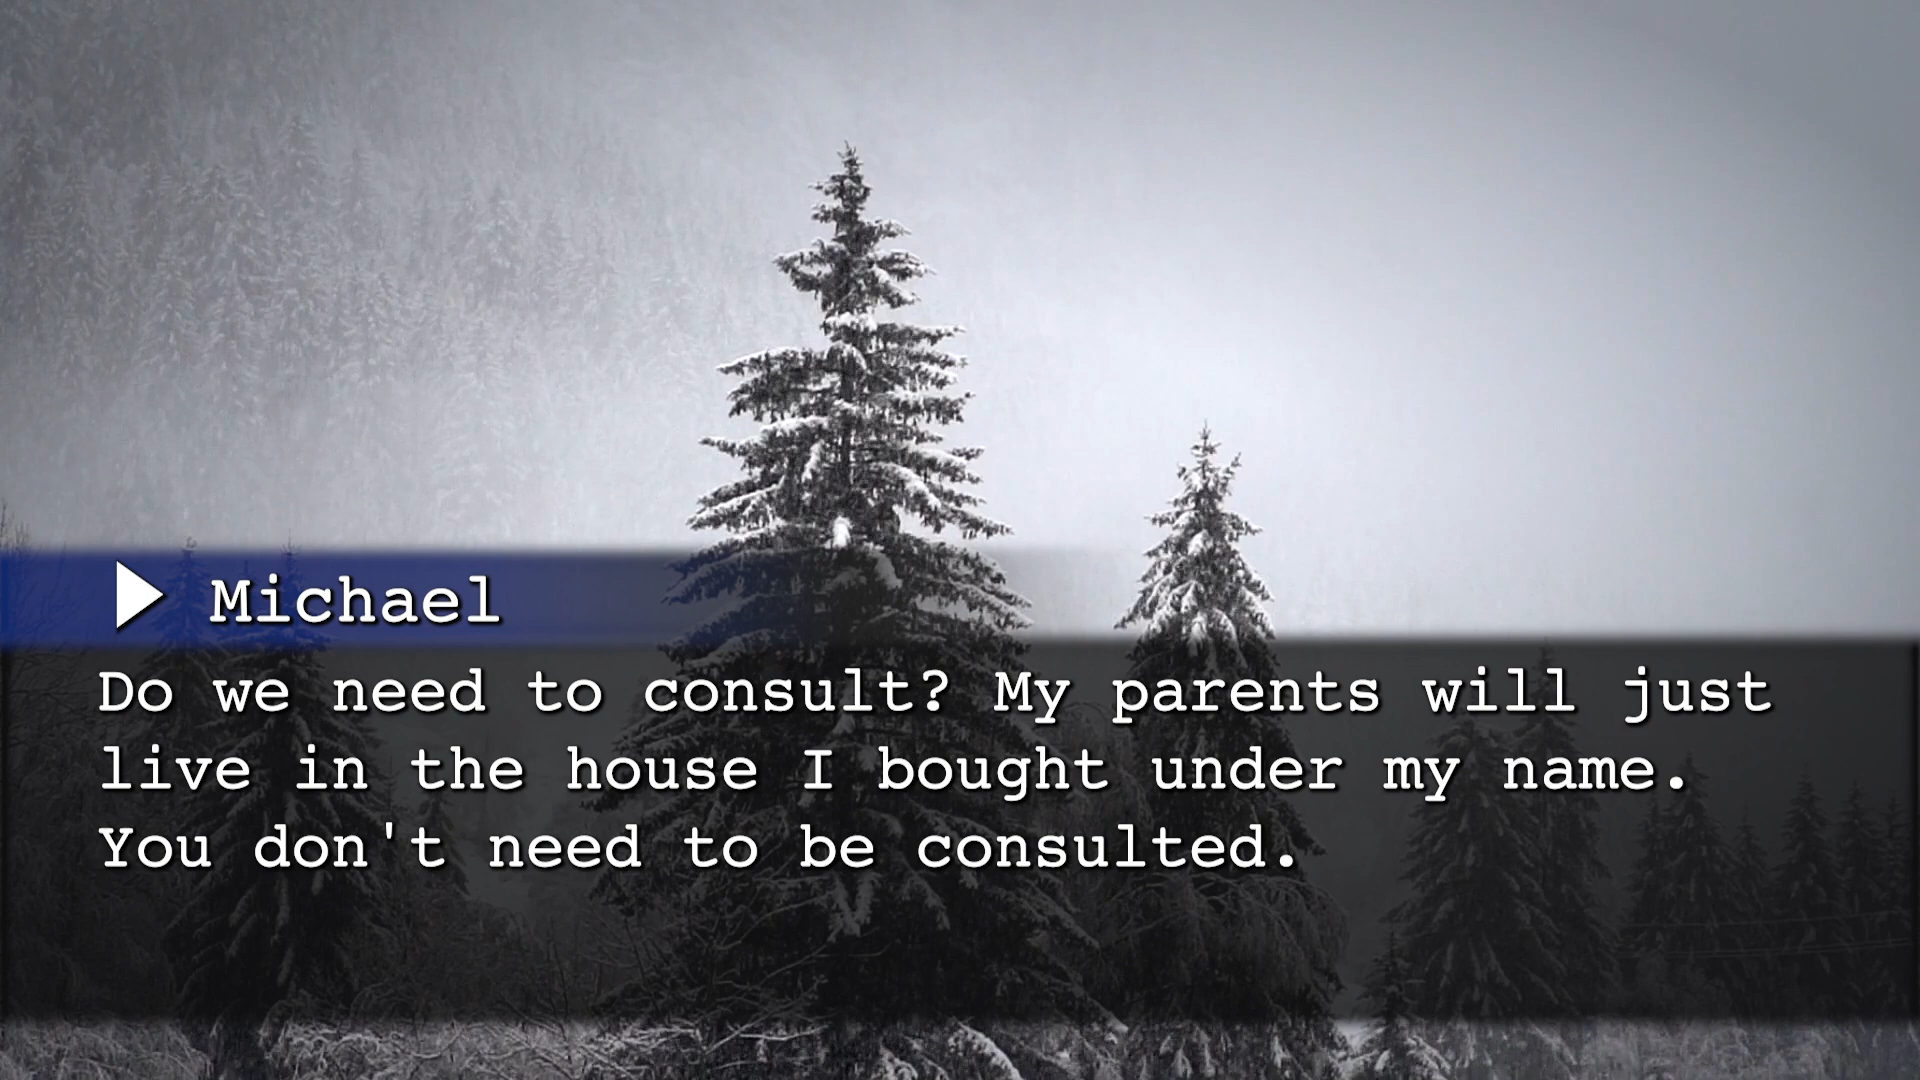 Michael
Do we need to consult? My parents will just
live in the house I bought under my name.
You don't need to be consulted.